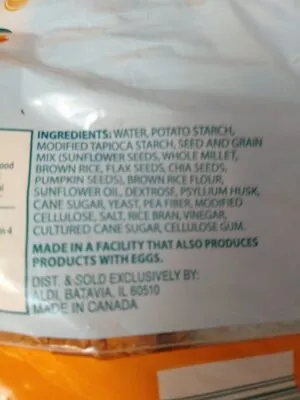 INGREDIENTS: WATER, POTATO STARCH,
MODIFIED TAPIOCA STARCH, SEED AND GRAIN
MIX (SUNFLOWER SEEDS, WHOLE MILLET,
BROWN RICE, FLAX SEEDS, CHIA SEEDS,
PUMPKIN SEEDS), BROWN RICE FLOUR,
SUNFLOWER OIL, DEXTROSE, PSYLLIUM HUSK,
CANE SUGAR, YEAST, PEA FIBER, MODIFIED
CELLULOSE, SALT, RICE BRAN, VINEGAR,
CULTURED CANE SUGAR, CELLULOSE GUM.
MADE IN A FACILITY THAT ALSO PRODUCES
PRODUCTS WITH EGGS.
DIST. & SOLD EXCLUSIVELY BY:
ALDI, BATAVIA, IL 60510
MADE IN CANADA